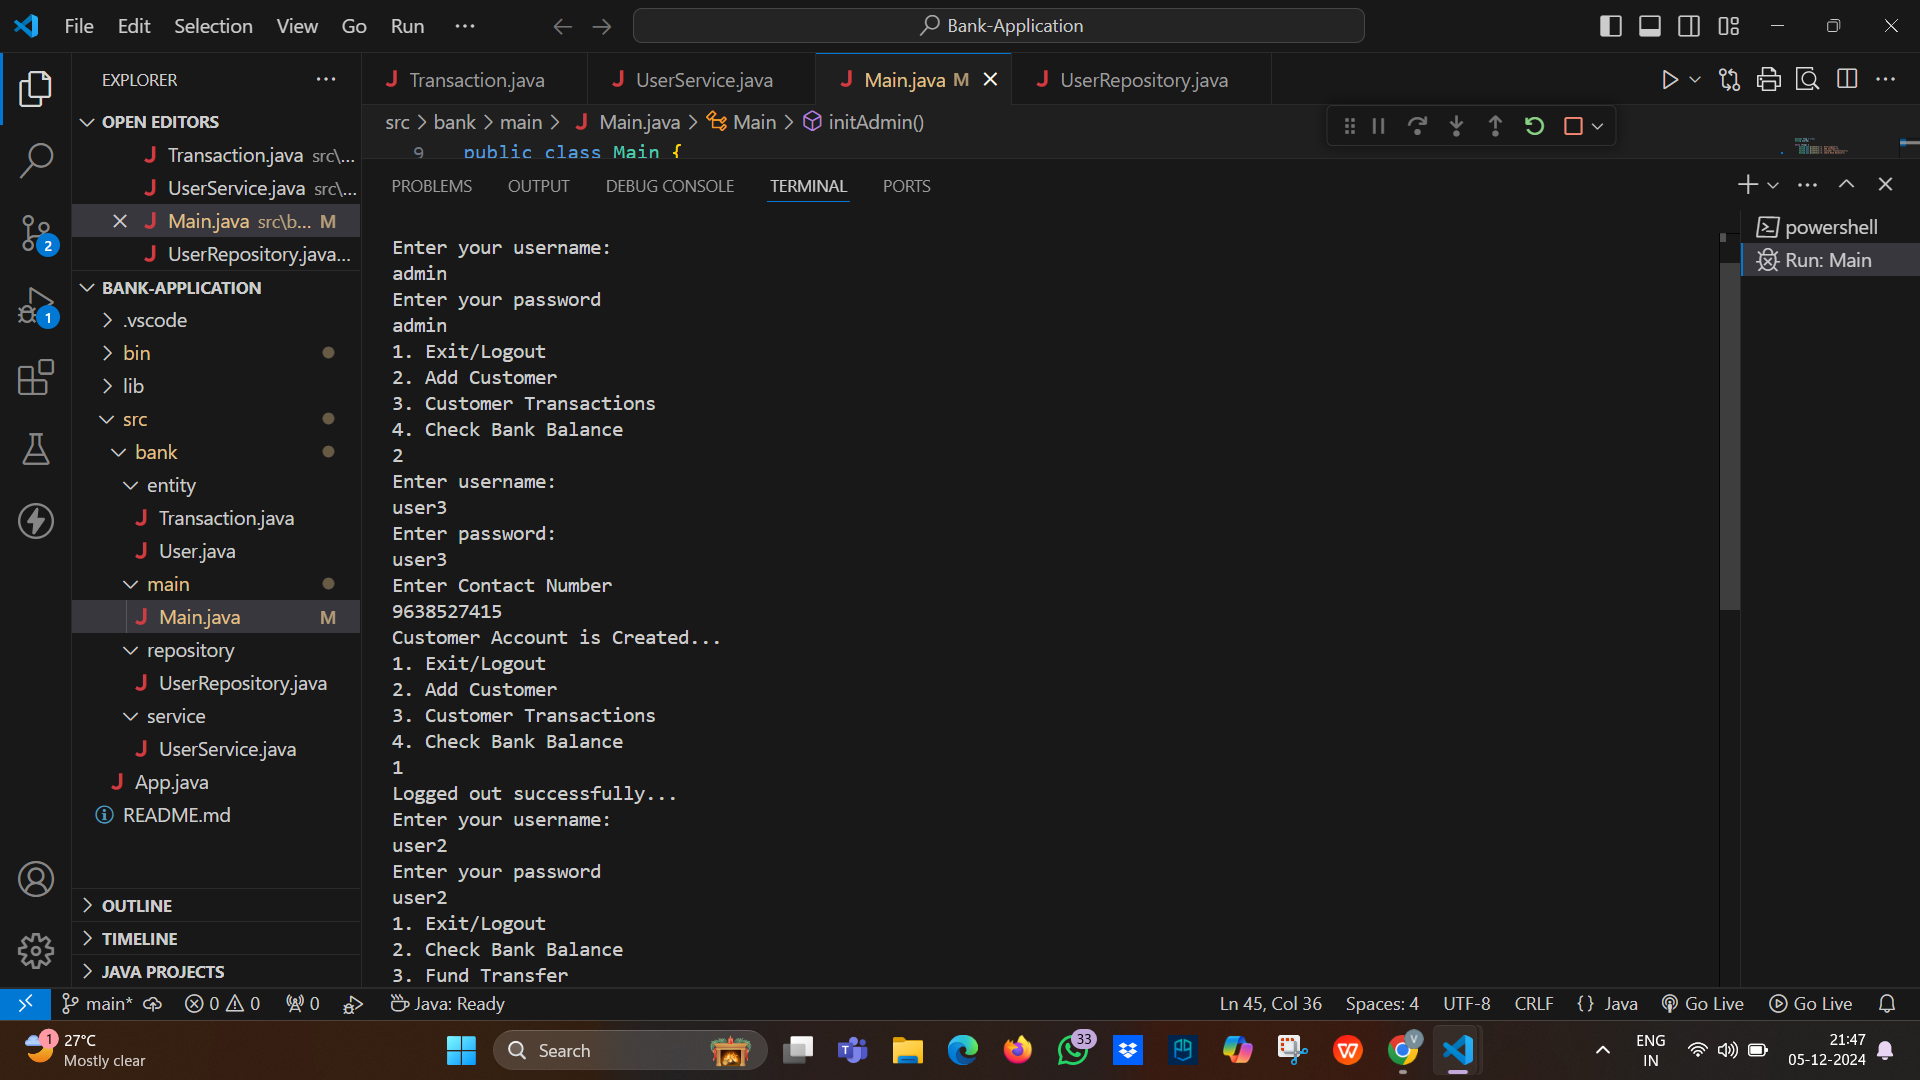 File Edit Selection View Go Run ··· Bank-Application
EXPLORER ···
OPEN EDITORS
Transaction.java src\...
UserService.java src\...
Main.java src\b... M
UserRepository.java...
BANK-APPLICATION
.vscode
bin
lib
src
bank
entity
Transaction.java
User.java
main
Main.java M
repository
UserRepository.java
service
UserService.java
App.java
README.md
OUTLINE
TIMELINE
JAVA PROJECTS
2
1
Transaction.java UserService.java Main.java M UserRepository.java
src > bank > main > Main.java > Main > initAdmin()
9 public class Main {
PROBLEMS OUTPUT DEBUG CONSOLE TERMINAL PORTS
powershell
Run: Main
Enter your username:
admin
Enter your password
admin
1. Exit/Logout
2. Add Customer
3. Customer Transactions
4. Check Bank Balance
2
Enter username:
user3
Enter password:
user3
Enter Contact Number
9638527415
Customer Account is Created...
1. Exit/Logout
2. Add Customer
3. Customer Transactions
4. Check Bank Balance
1
Logged out successfully...
Enter your username:
user2
Enter your password
user2
1. Exit/Logout
2. Check Bank Balance
3. Fund Transfer
main* 0 0 0 Java: Ready Ln 45, Col 36 Spaces: 4 UTF-8 CRLF {} Java Go Live Go Live
1 27°C
Mostly clear
Search
33
V
ENG
IN
21:47
05-12-2024